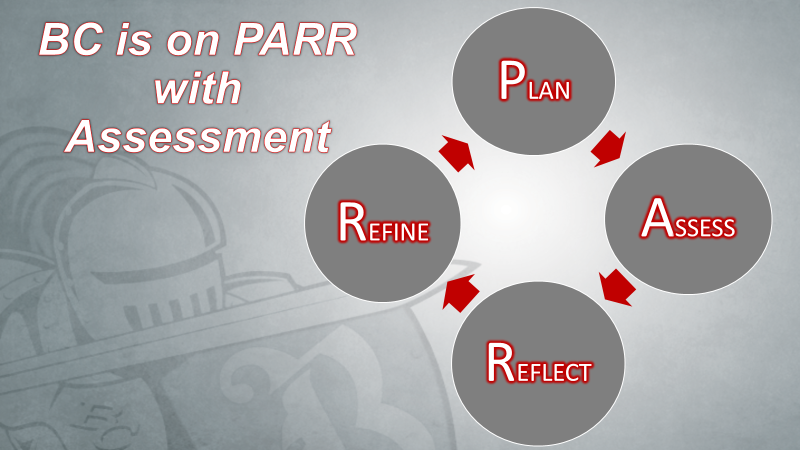 BC is on PARR
with
Assessment
PLAN
ASSESS
REFLECT
REFINE